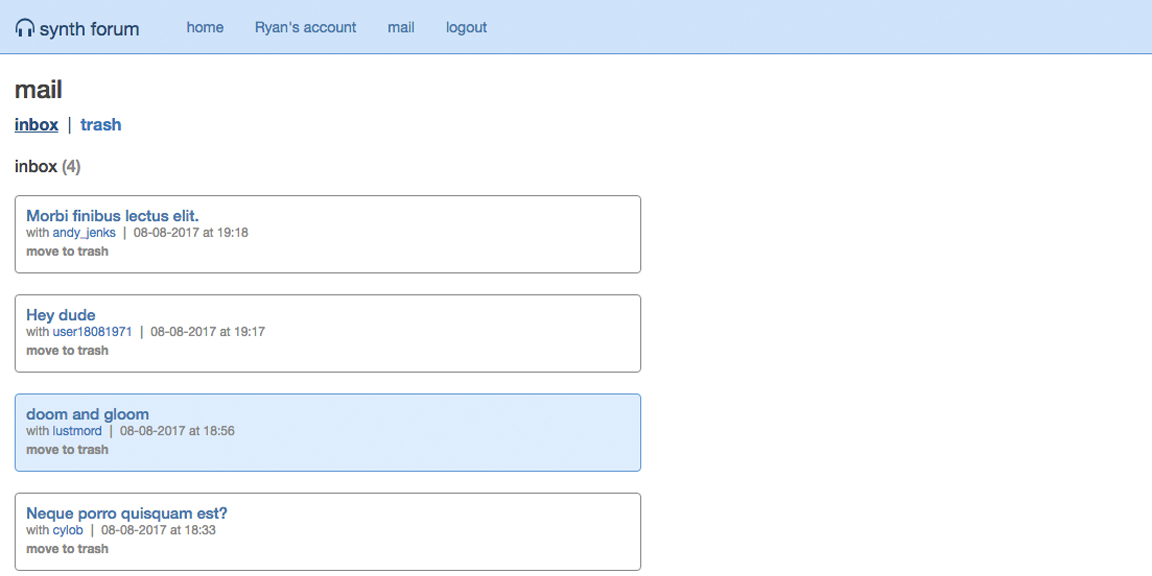 synth forum home Ryan's account mail logout
mail
inbox | trash
inbox (4)
Morbi finibus lectus elit.
with andy_jenks | 08-08-2017 at 19:18
move to trash
Hey dude
with user18081971 | 08-08-2017 at 19:17
move to trash
doom and gloom
with lustmord | 08-08-2017 at 18:56
move to trash
Neque porro quisquam est?
with cylob | 08-08-2017 at 18:33
move to trash